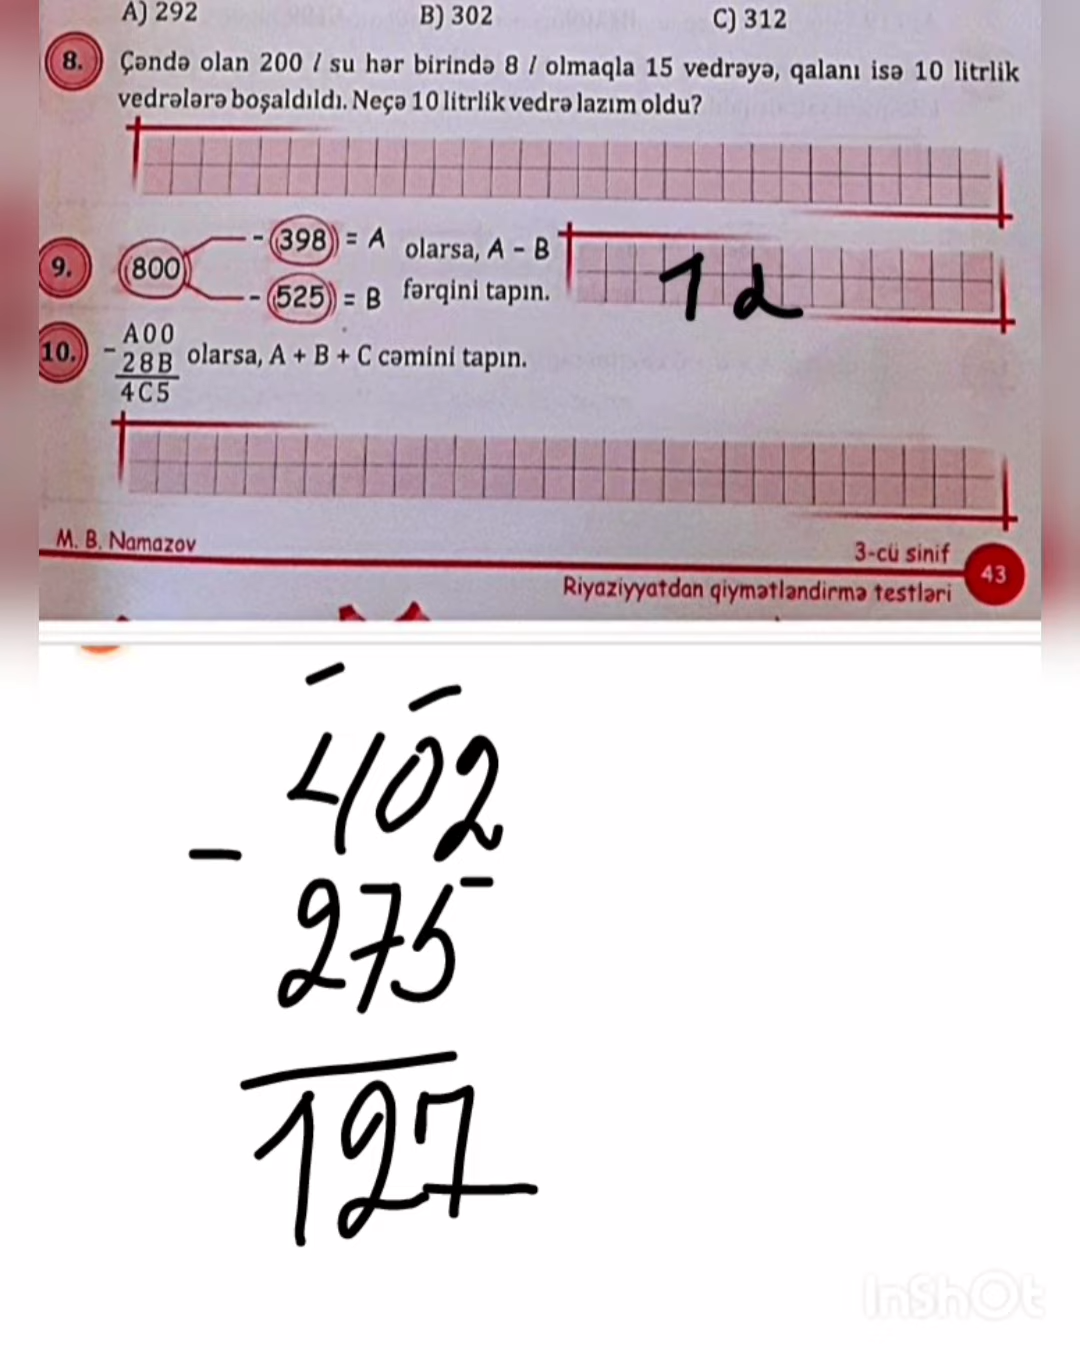 A) 292 B) 302 C) 312
8. Çəndə olan 200 l su hər birində 8 l olmaqla 15 vedrəyə, qalanı isə 10 litrlik
vedrələrə boşaldıldı. Neçə 10 litrlik vedrə lazım oldu?
9. 800 - 398 = A olarsa, A - B
- 525 = B fərqini tapın.
12
10. - A00
28B olarsa, A + B + C cəmini tapın.
4C5
M. B. Namazov
3-cü sinif
43
Riyaziyyatdan qiymətləndirmə testləri
402
-
275
127
InShOt